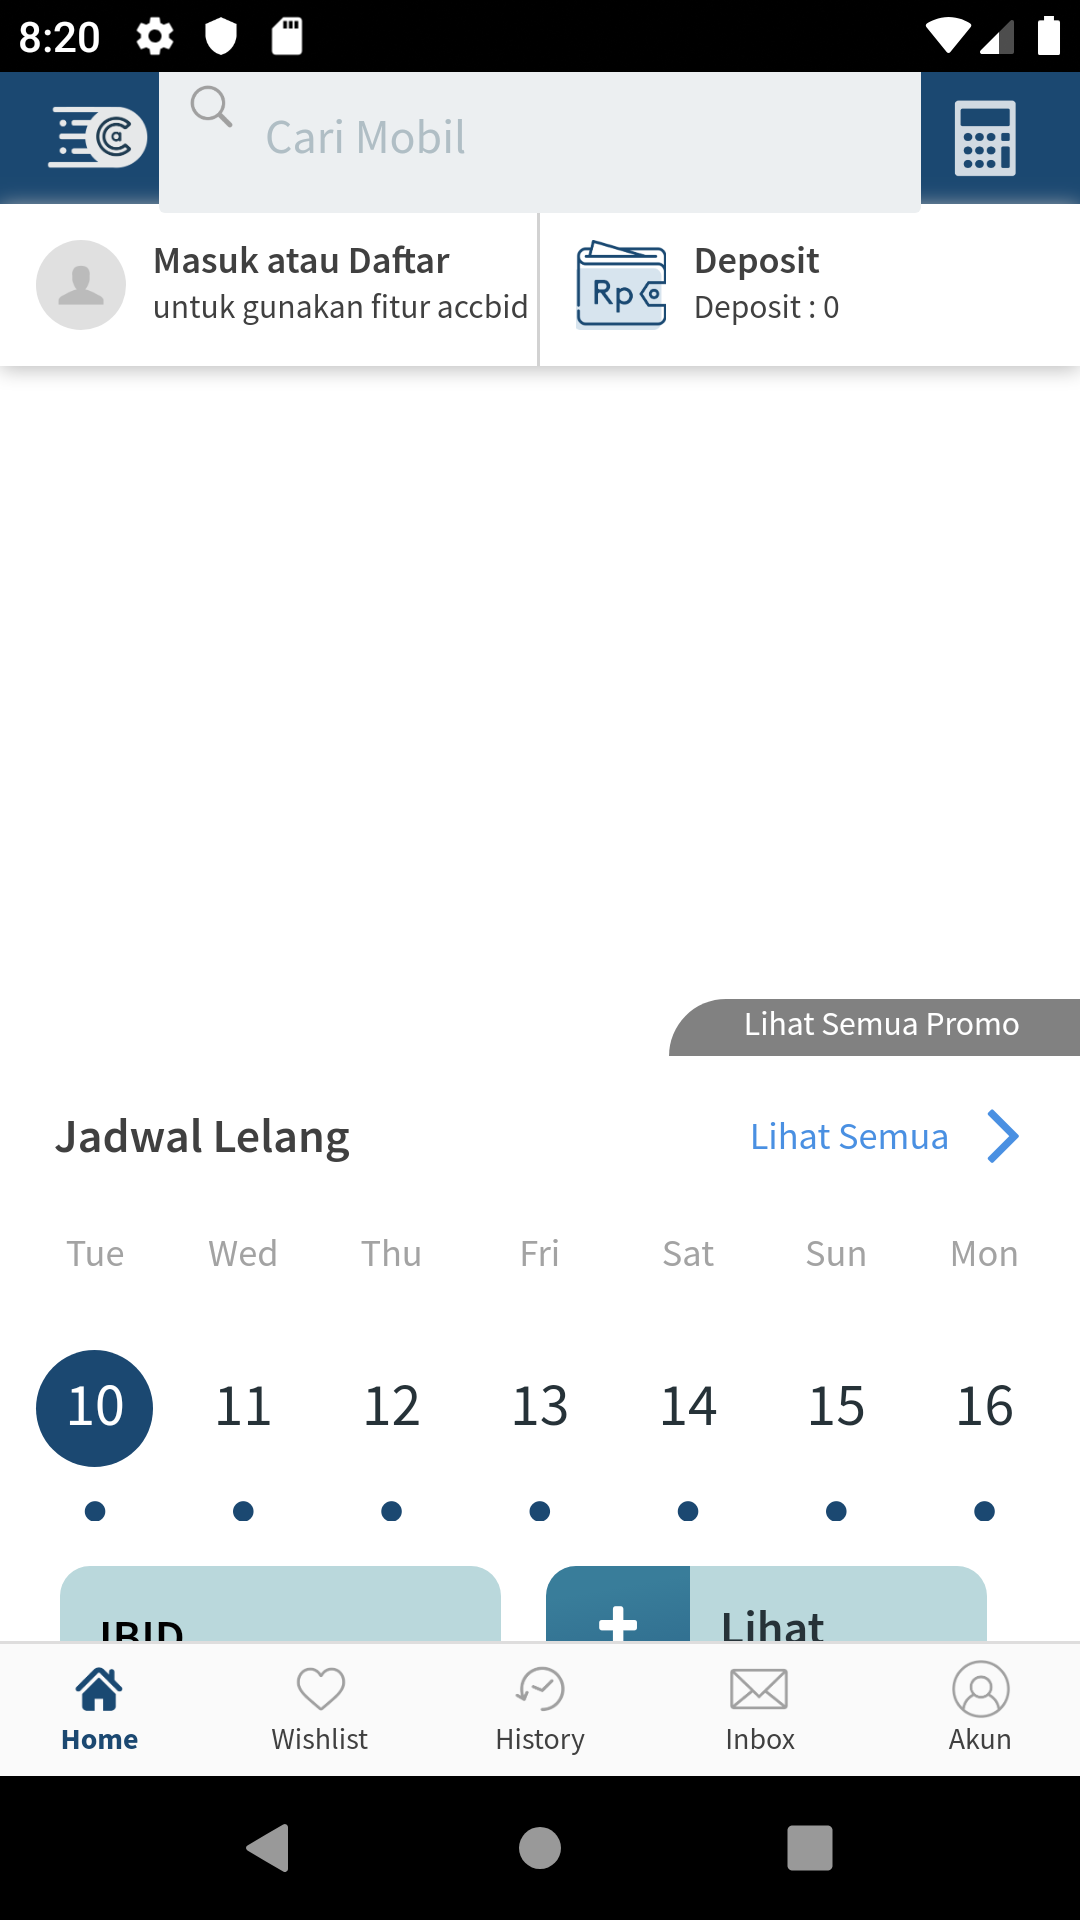 8:20
Cari Mobil
Masuk atau Daftar
untuk gunakan fitur accbid
Rp
Deposit
Deposit : 0
Lihat Semua Promo
Jadwal Lelang
Lihat Semua
Tue Wed Thu Fri Sat Sun Mon
10 11 12 13 14 15 16
IBID
Lihat
Home Wishlist History Inbox Akun